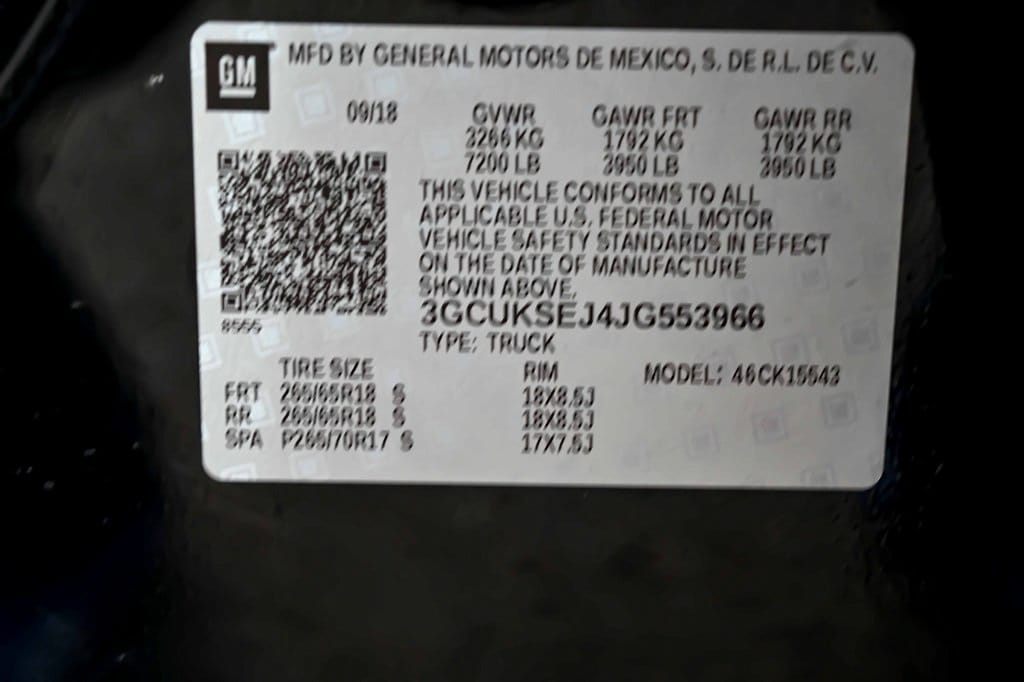 GM MFD BY GENERAL MOTORS DE MEXICO, S. DE R.L. DE C.V.
09/18 GVWR GAWR FRT GAWR RR
3266 KG 1792 KG 1792 KG
7200 LB 3950 LB 3950 LB
THIS VEHICLE CONFORMS TO ALL
APPLICABLE U.S. FEDERAL MOTOR
VEHICLE SAFETY STANDARDS IN EFFECT
ON THE DATE OF MANUFACTURE
SHOWN ABOVE.
3GCUKSEJ4JG553966
8555
TYPE: TRUCK
TIRE SIZE RIM MODEL: 46CK15543
FRT 265/65R18 S 18X8.5J
RR 265/65R18 S 18X8.5J
SPA P265/70R17 S 17X7.5J